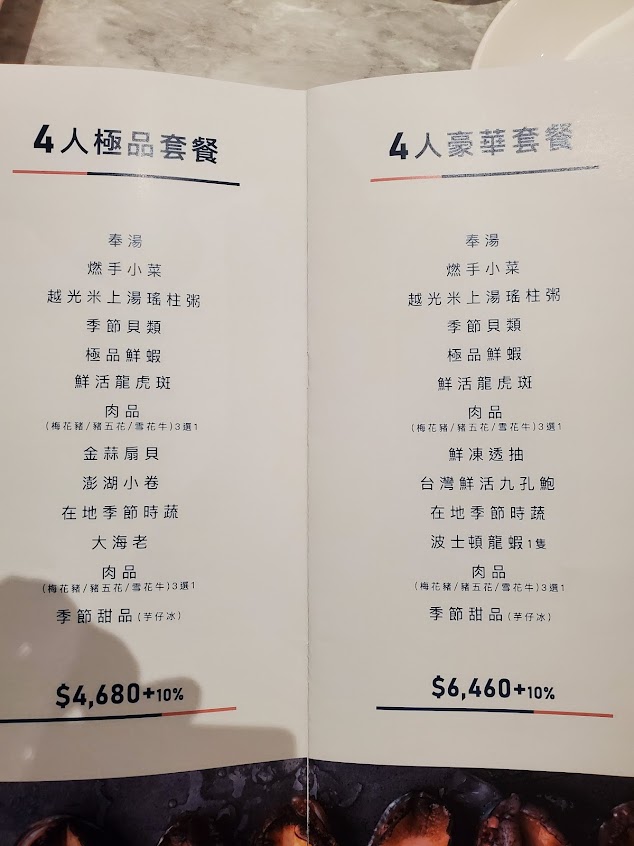 4人極品套餐
奉湯
燃手小菜
越光米上湯瑤柱粥
季節貝類
極品鮮蝦
鮮活龍虎斑
肉品
(梅花豬/豬五花/雪花牛)3選1
金蒜扇貝
澎湖小卷
在地季節時蔬
大海老
肉品
(梅花豬/豬五花/雪花牛)3選1
季節甜品(芋仔冰)
$4,680+10%
4人豪華套餐
奉湯
燃手小菜
越光米上湯瑤柱粥
季節貝類
極品鮮蝦
鮮活龍虎斑
肉品
(梅花豬/豬五花/雪花牛)3選1
鮮凍透抽
台灣鮮活九孔鮑
在地季節時蔬
波士頓龍蝦1隻
肉品
(梅花豬/豬五花/雪花牛)3選1
季節甜品(芋仔冰)
$6,460+10%